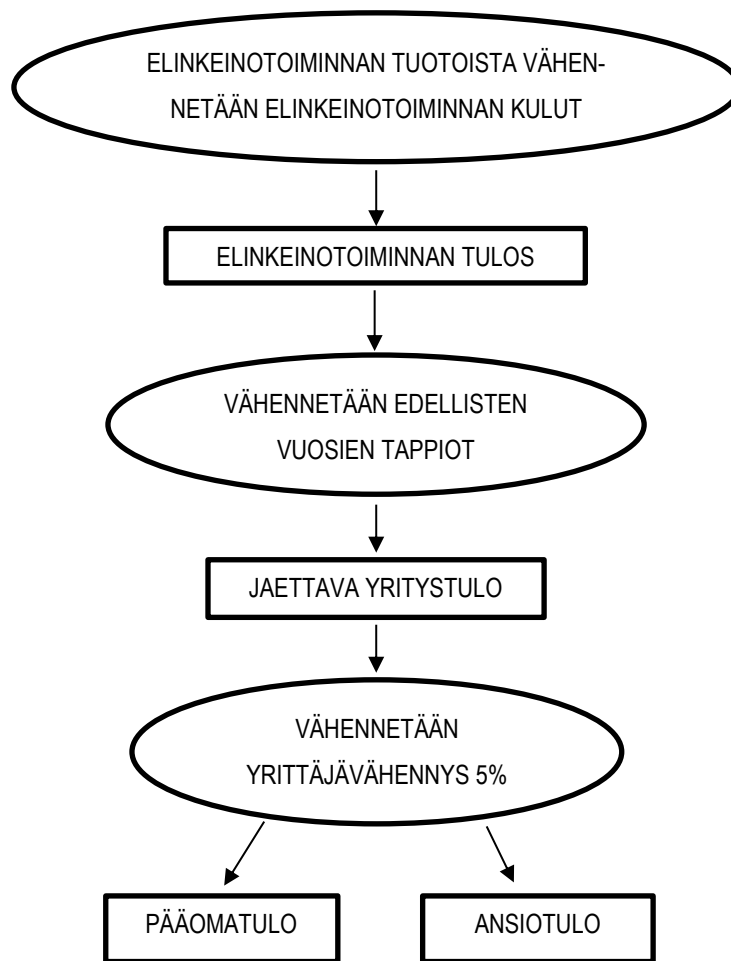 ELINKEINOTOIMINNAN TUOTOISTA VÄHEN-
NETÄÄN ELINKEINOTOIMINNAN KULUT
ELINKEINOTOIMINNAN TULOS
VÄHENNETÄÄN EDELLISTEN
VUOSIEN TAPPIOT
JAETTAVA YRITYSTULO
VÄHENNETÄÄN
YRITTÄJÄVÄHENNYS 5%
PÄÄOMATULO
ANSIOTULO